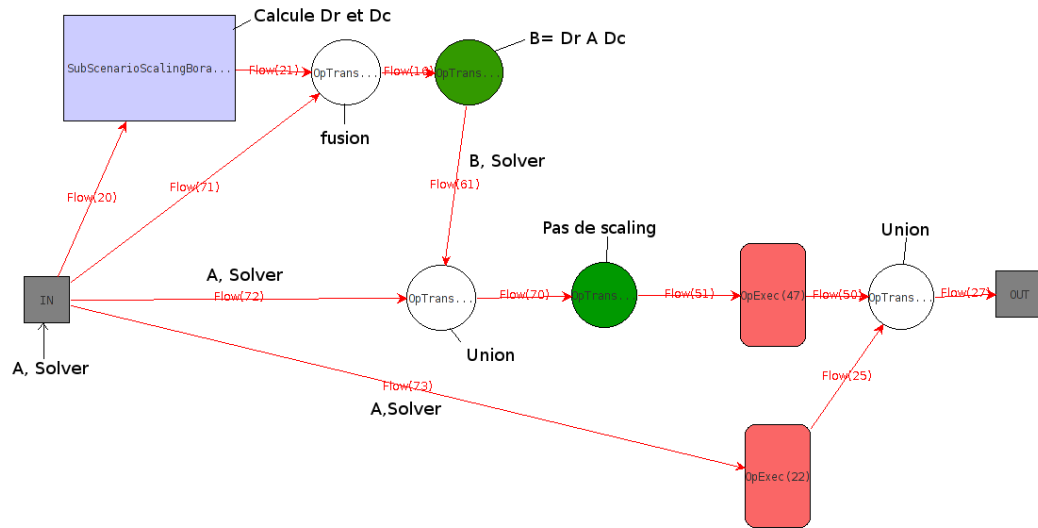 Calcule Dr et Dc
B= Dr A Dc
SubScenarioScalingBora...
Flow(21)
OpTrans...
Flow(16)
OpTrans...
fusion
B, Solver
Flow(20)
Flow(71)
Flow(61)
Pas de scaling
Union
A, Solver
IN
Flow(72)
OpTrans...
Flow(70)
OpTrans...
Flow(51)
OpExec(47)
Flow(50)
OpTrans...
Flow(27)
OUT
A, Solver
Union
Flow(73)
A,Solver
Flow(25)
OpExec(22)